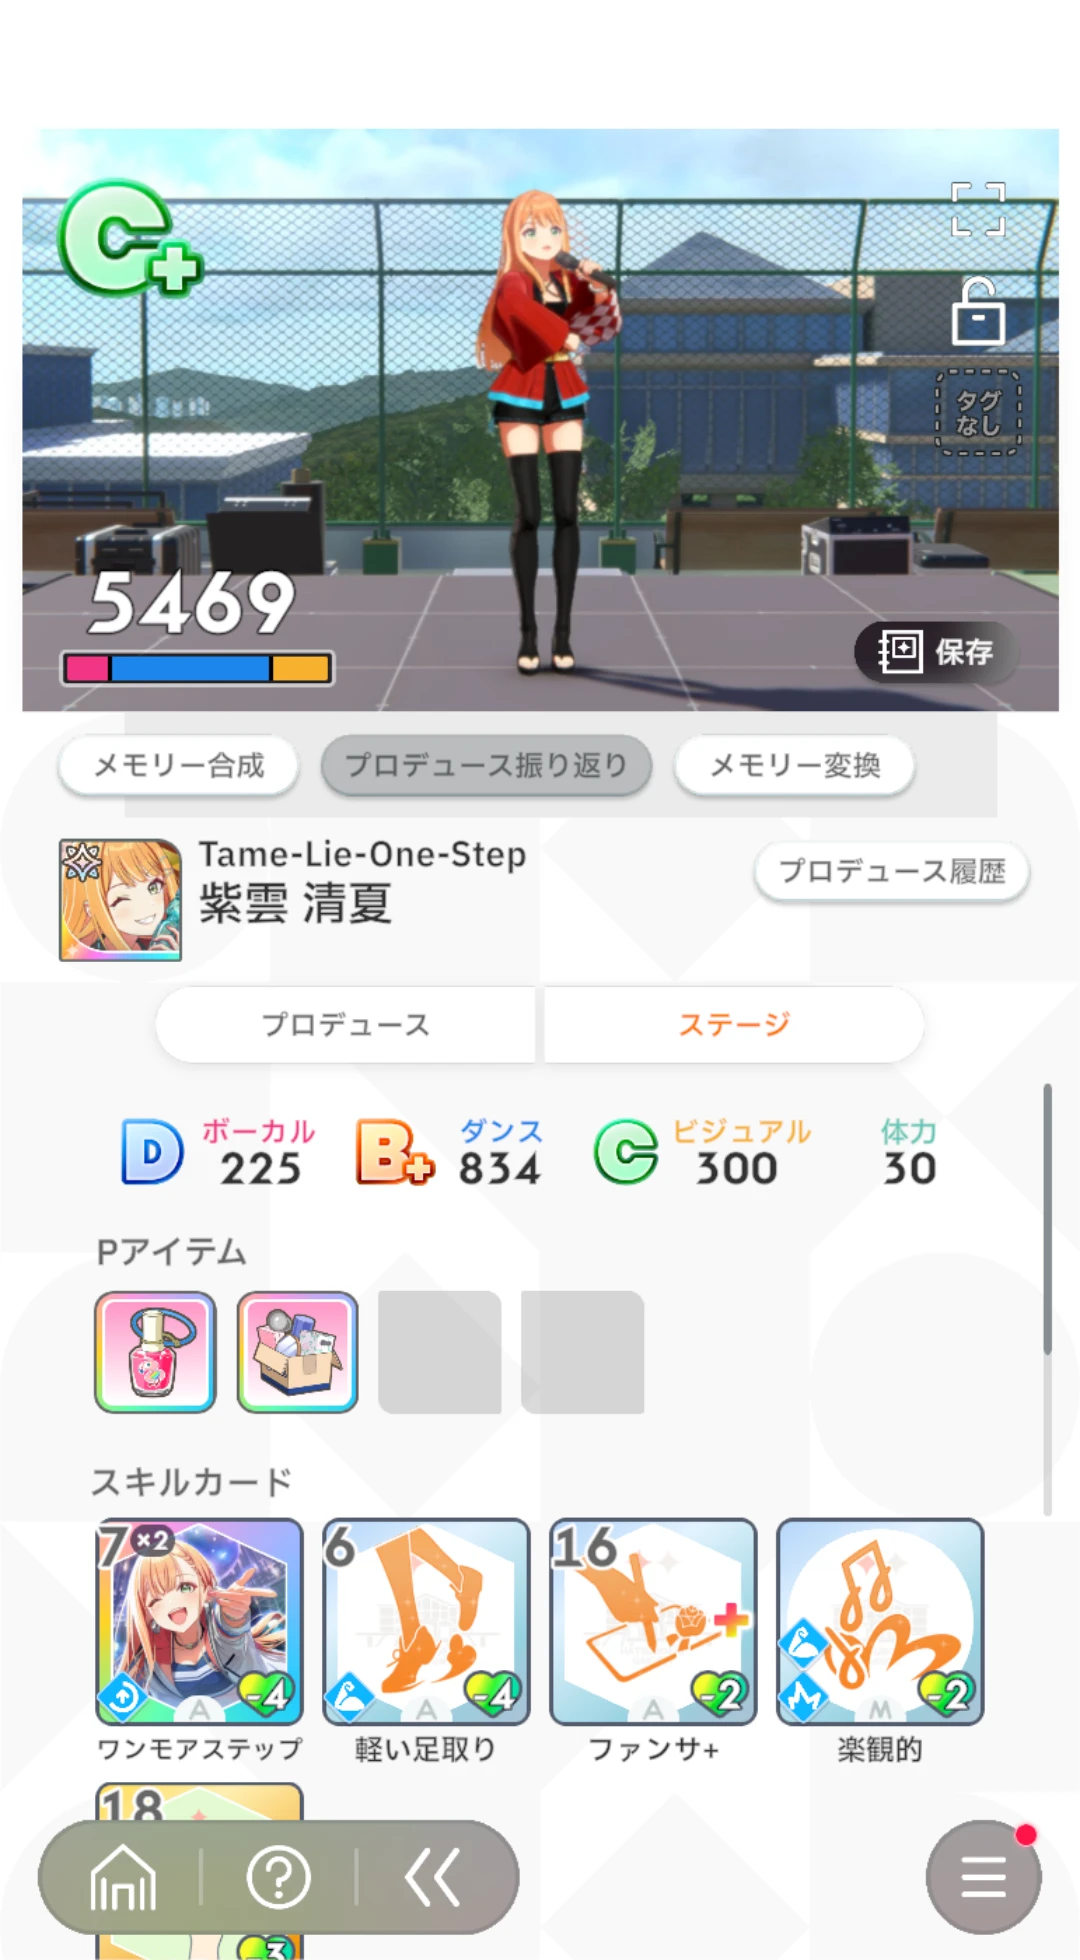 C+
タグ
なし
5469
保存
メモリー合成 プロデュース振り返り メモリー変換
Tame-Lie-One-Step
紫雲 清夏
プロデュース履歴
プロデュース ステージ
D ボーカル 225 B+ ダンス 834 C ビジュアル 300 体力 30
Pアイテム
スキルカード
7 ×2 6 16
A -4 A -4 A -2 M -2
ワンモアステップ 軽い足取り ファンサ+ 楽観的
18
?
-3